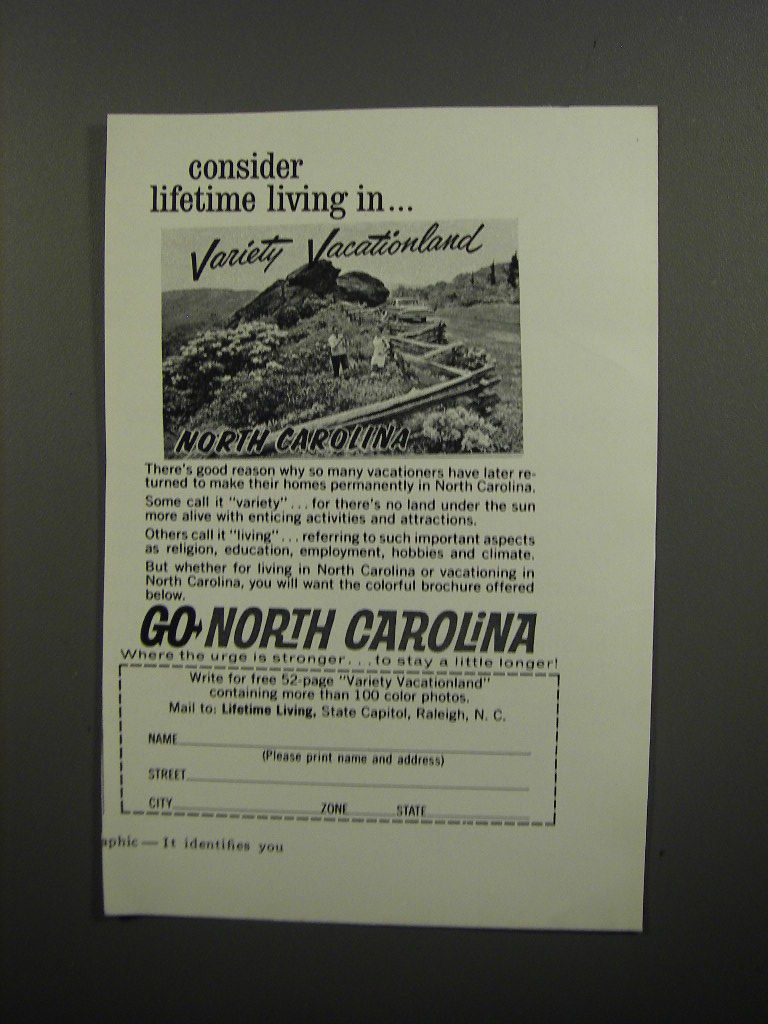 consider
lifetime living in...
Variety Vacationland
NORTH CAROLINA
There's good reason why so many vacationers have later re-
turned to make their homes permanently in North Carolina.
Some call it "variety"... for there's no land under the sun
more alive with enticing activities and attractions.
Others call it "living"... referring to such important aspects
as religion, education, employment, hobbies and climate.
But whether for living in North Carolina or vacationing in
North Carolina, you will want the colorful brochure offered
below.
GO NORTH CAROLiNA
Where the urge is stronger...to stay a little longer!
Write for free 52-page "Variety Vacationland"
containing more than 100 color photos.
Mail to: Lifetime Living, State Capitol, Raleigh, N. C.
NAME
(Please print name and address)
STREET
CITY ZONE STATE
aphic — It identifies you